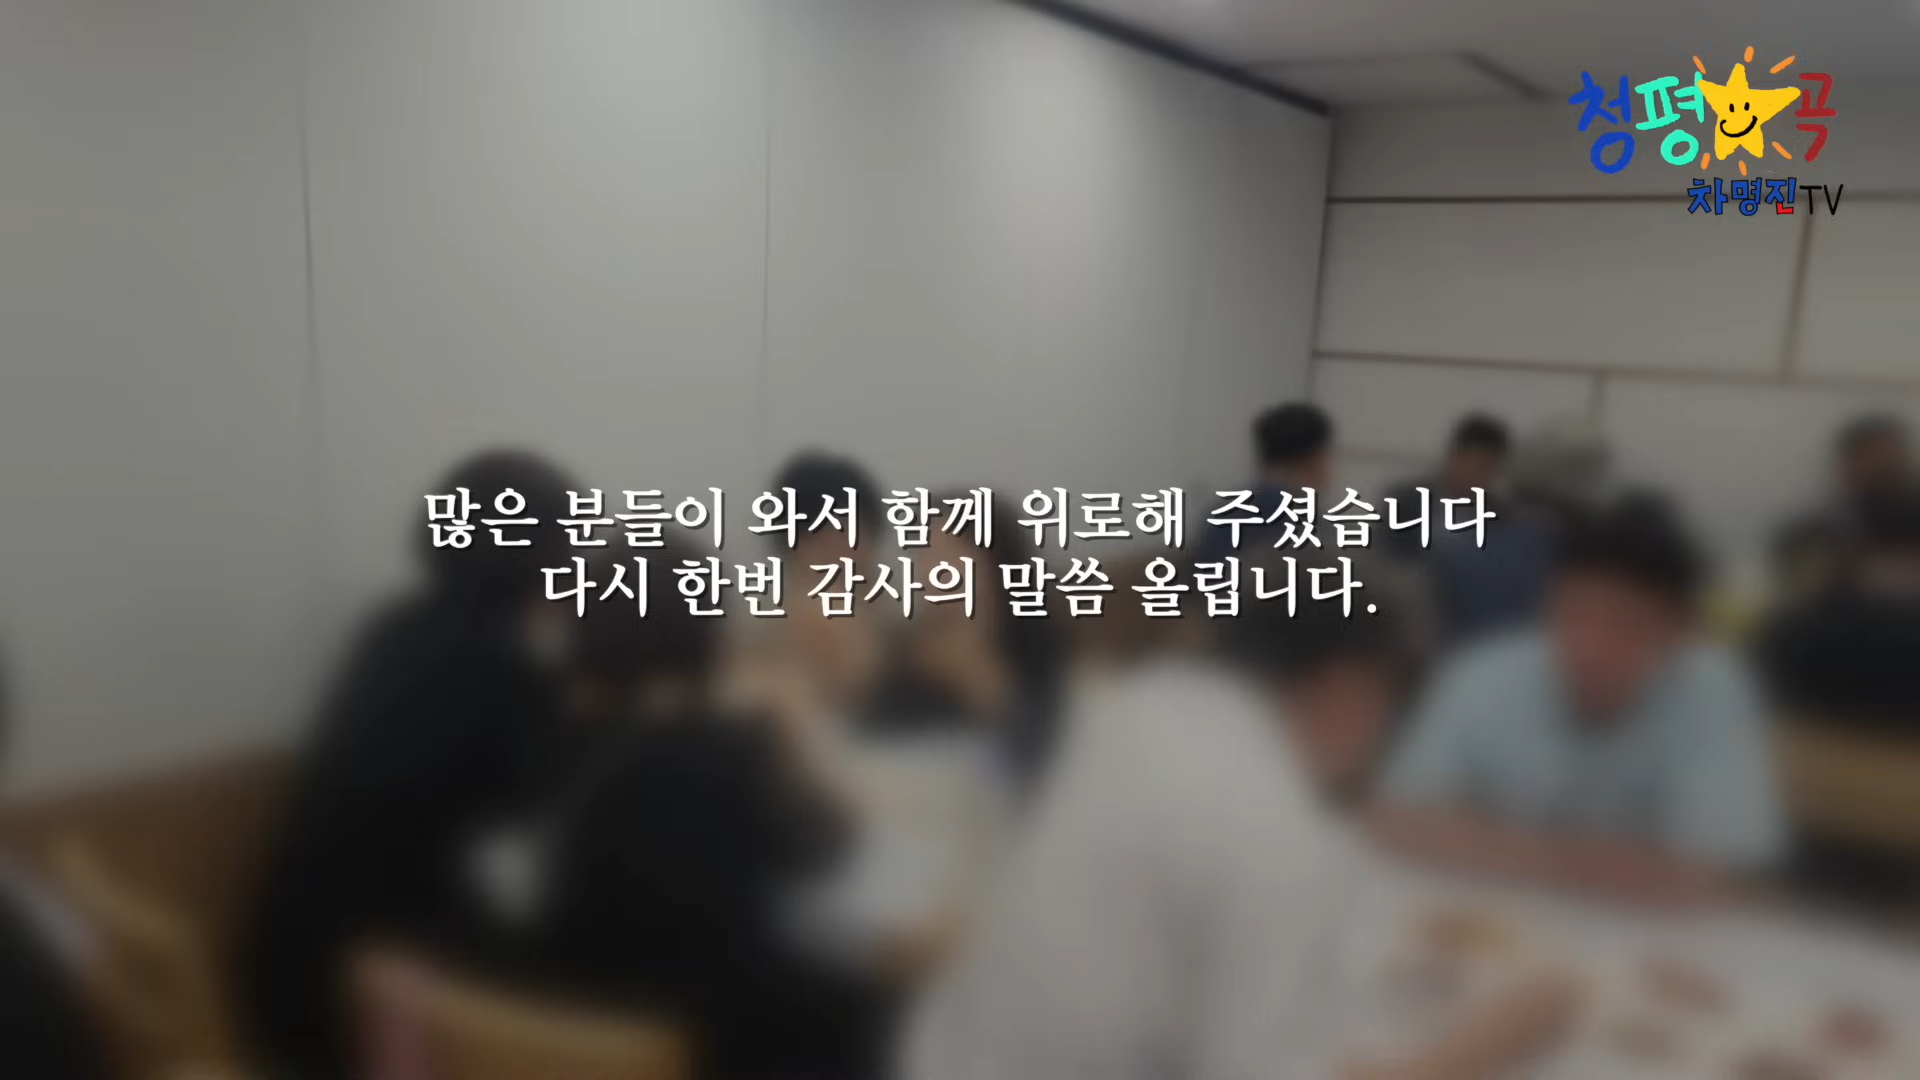 청평 곡
차명진TV
많은 분들이 와서 함께 위로해 주셨습니다
다시 한번 감사의 말씀 올립니다.